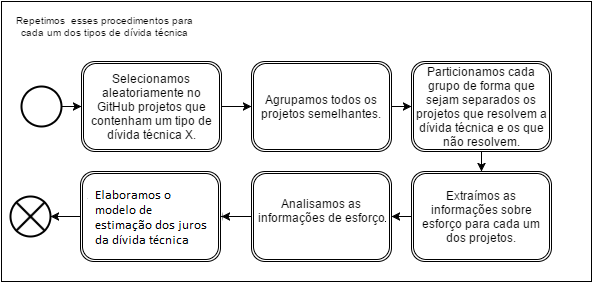 Repetimos esses procedimentos para
cada um dos tipos de dívida técnica
Selecionamos
aleatoriamente no
GitHub projetos que
contenham um tipo de
dívida técnica X.
Agrupamos todos os
projetos semelhantes.
Particionamos cada
grupo de forma que
sejam separados os
projetos que resolvem a
dívida técnica e os que
não resolvem.
Extraímos as
informações sobre
esforço para cada um
dos projetos.
Analisamos as
informações de esforço.
Elaboramos o
modelo de
estimação dos juros
da dívida técnica